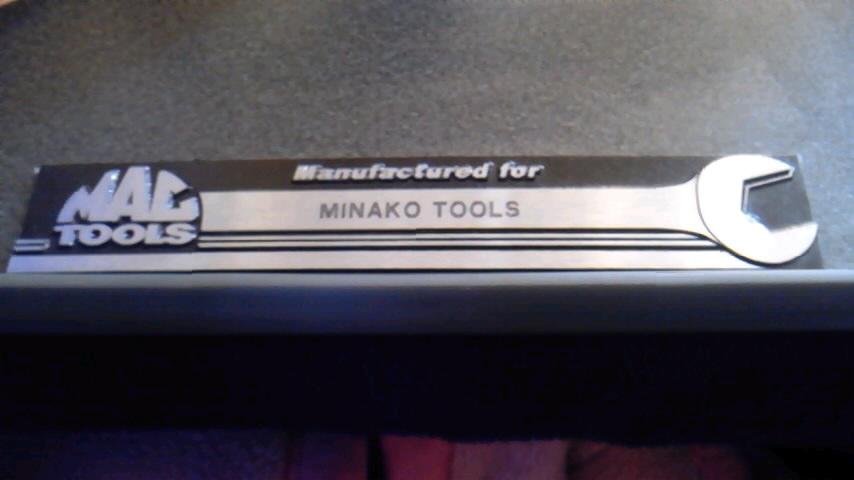 Manufactured for
MAC
TOOLS
MINAKO TOOLS